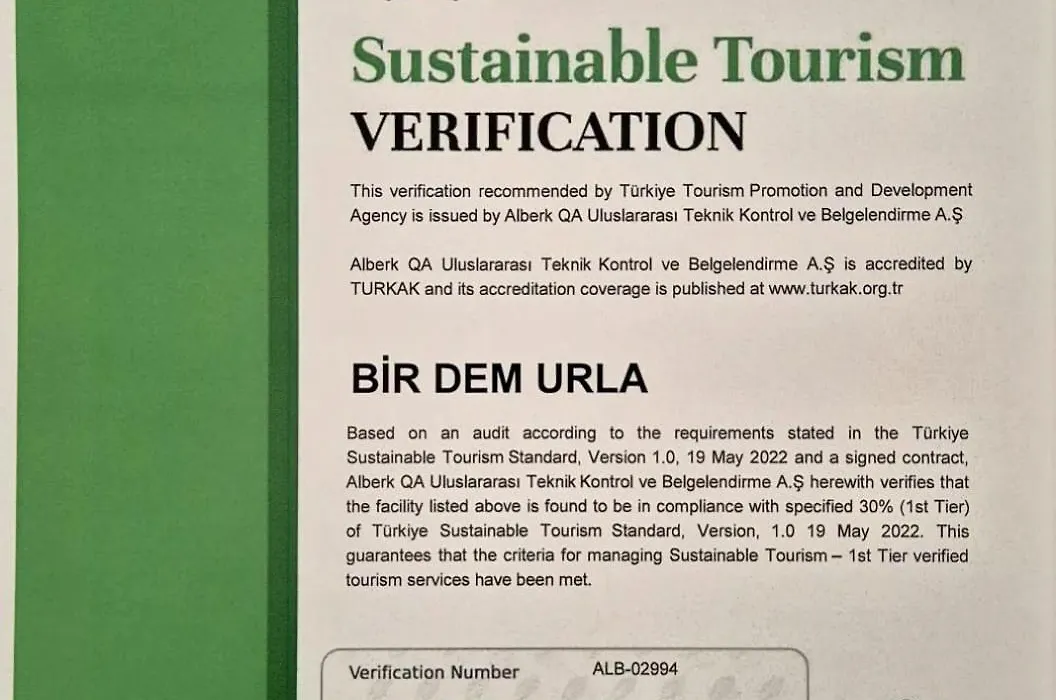 Sustainable Tourism
VERIFICATION
This verification recommended by Türkiye Tourism Promotion and Development
Agency is issued by Alberk QA Uluslararası Teknik Kontrol ve Belgelendirme A.Ş
Alberk QA Uluslararası Teknik Kontrol ve Belgelendirme A.Ş is accredited by
TURKAK and its accreditation coverage is published at www.turkak.org.tr
BİR DEM URLA
Based on an audit according to the requirements stated in the Türkiye
Sustainable Tourism Standard, Version 1.0, 19 May 2022 and a signed contract,
Alberk QA Uluslararası Teknik Kontrol ve Belgelendirme A.Ş herewith verifies that
the facility listed above is found to be in compliance with specified 30% (1st Tier)
of Türkiye Sustainable Tourism Standard, Version, 1.0 19 May 2022. This
guarantees that the criteria for managing Sustainable Tourism – 1st Tier verified
tourism services have been met.
Verification Number ALB-02994